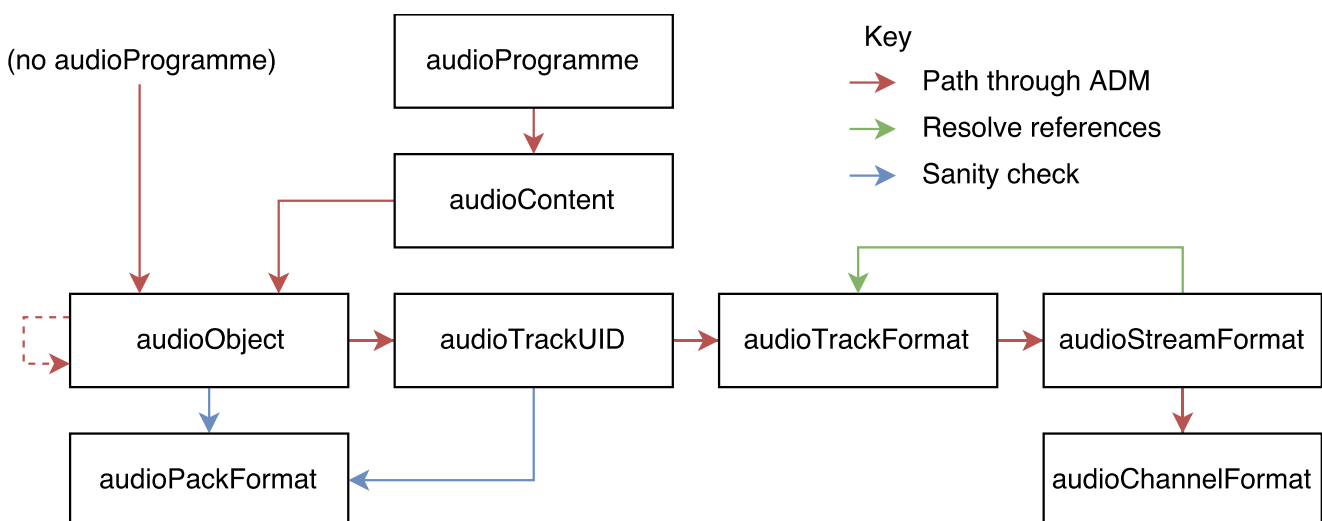 (no audioProgramme)
audioProgramme
Key
Path through ADM
Resolve references
Sanity check
audioContent
audioObject
audioTrackUID
audioTrackFormat
audioStreamFormat
audioPackFormat
audioChannelFormat